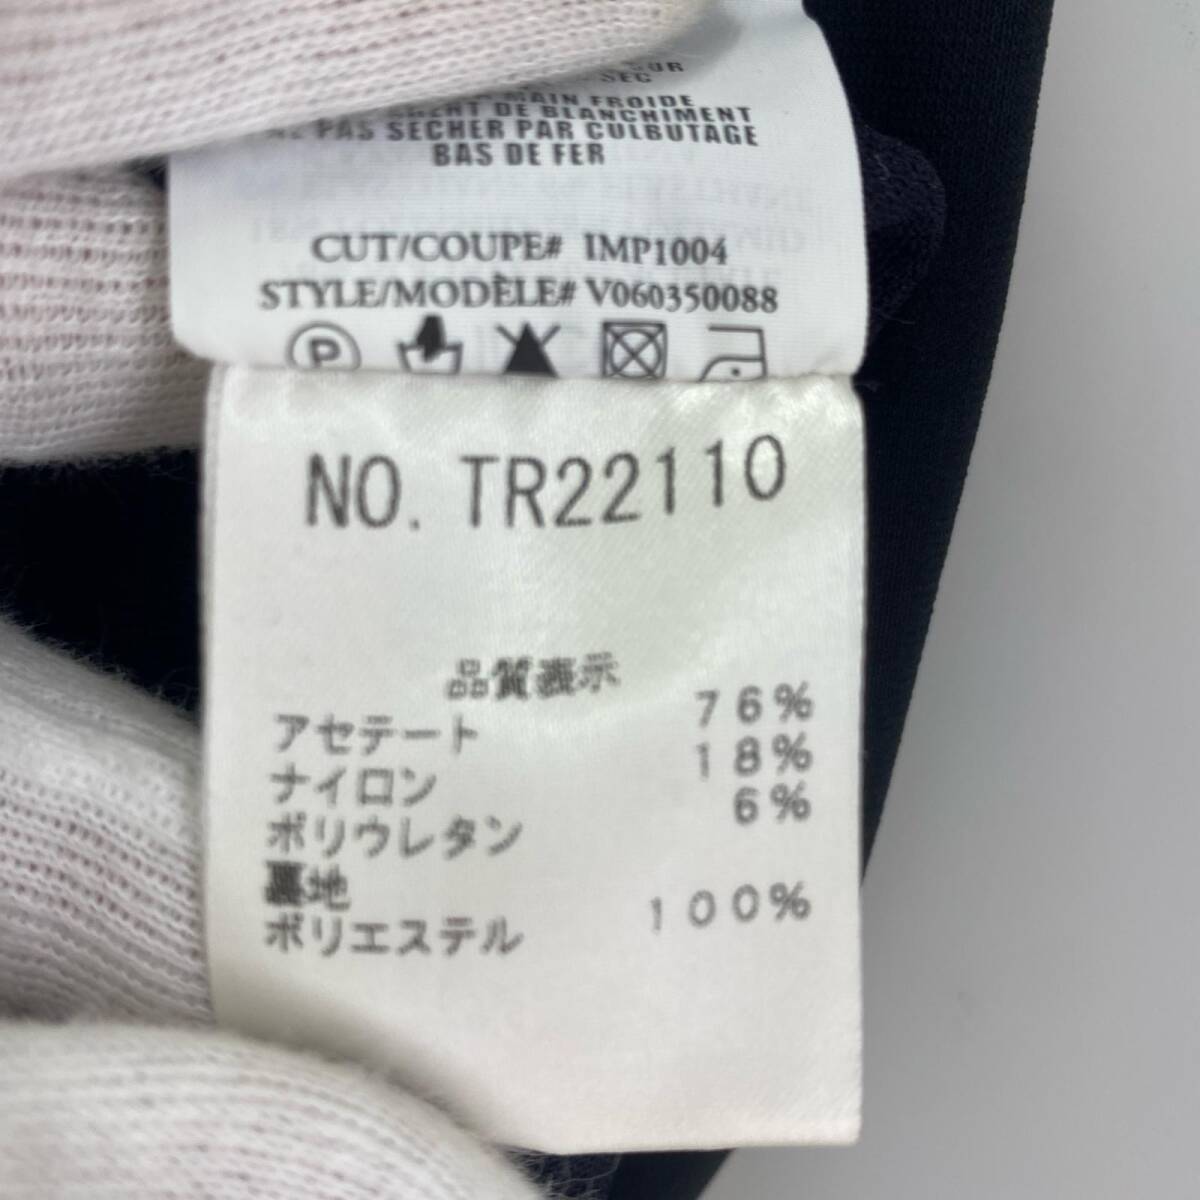 SEC
MAIN FROIDE
DE BLANCHIMENT
PAS SECHER PAR CULBUTAGE
BAS DE FER
CUT/COUPE# IMP1004
STYLE/MODÈLE# V060350088
P
NO. TR22110
品質表示
アセテート 76%
ナイロン 18%
ポリウレタン 6%
裏地
ポリエステル 100%